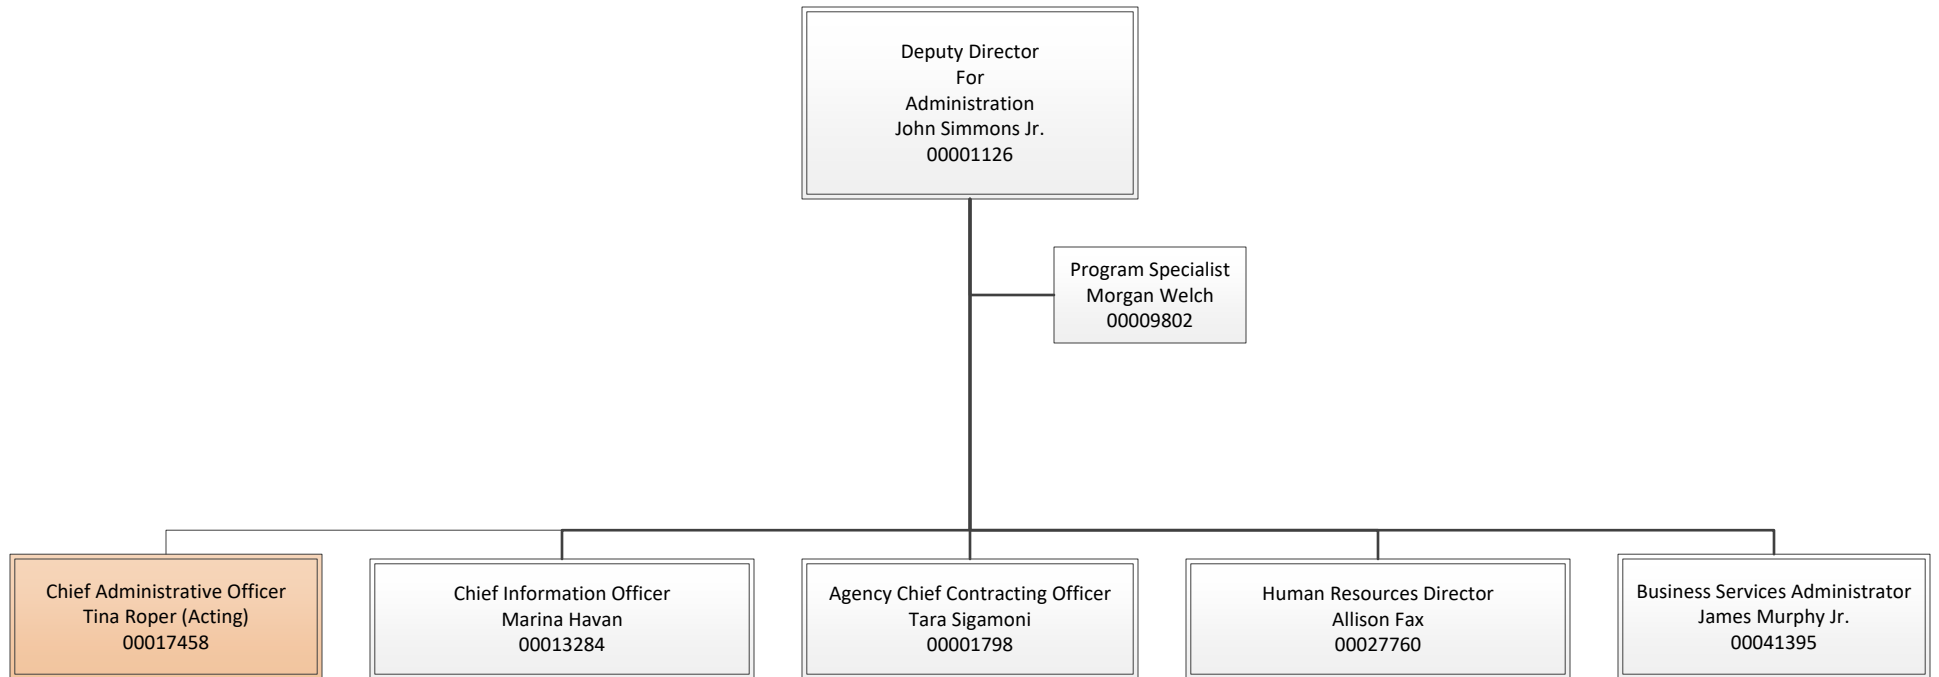 Deputy Director
For
Administration
John Simmons Jr.
00001126
Program Specialist
Morgan Welch
00009802
Chief Administrative Officer
Tina Roper (Acting)
00017458
Chief Information Officer
Marina Havan
00013284
Agency Chief Contracting Officer
Tara Sigamoni
00001798
Human Resources Director
Allison Fax
00027760
Business Services Administrator
James Murphy Jr.
00041395